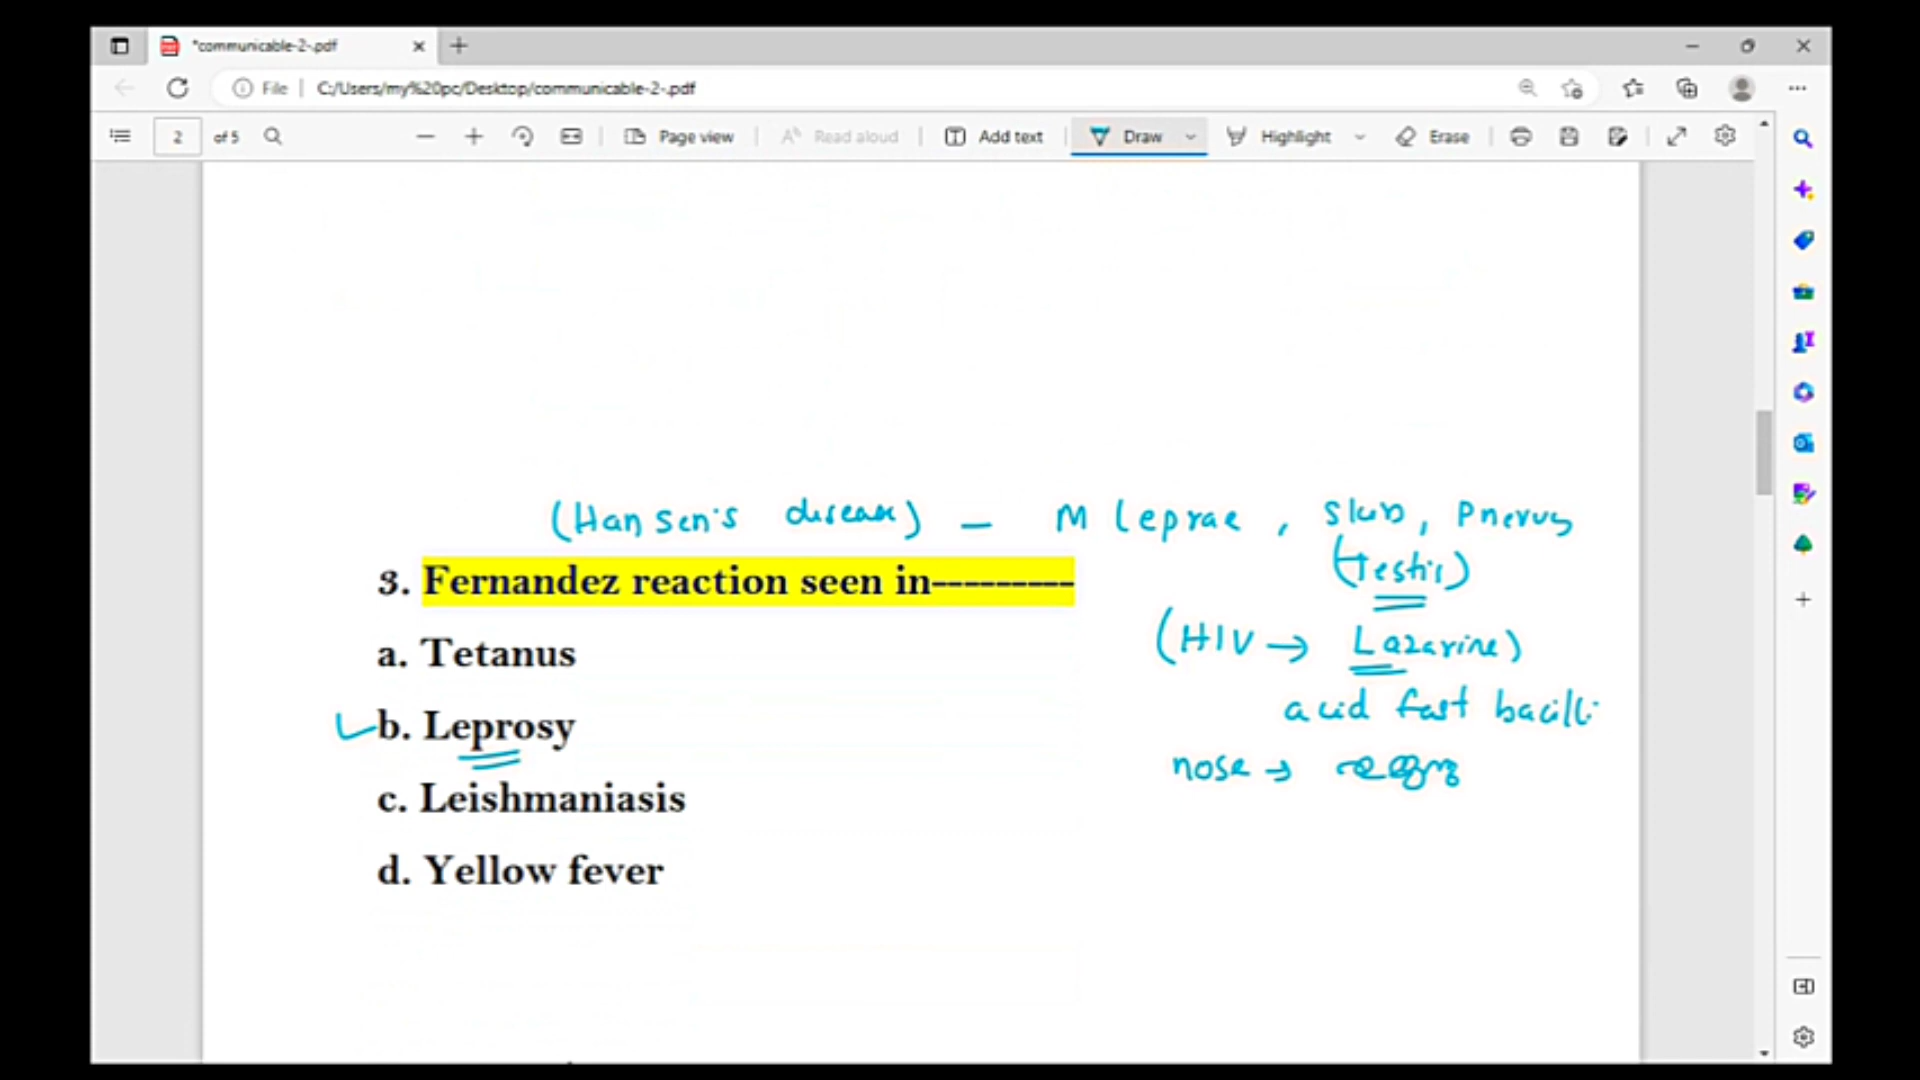 *communicable-2-.pdf
File | C:/Users/my%20pc/Desktop/communicable-2-.pdf
2 of 5 Page view Read aloud Add text Draw Highlight Erase
(Hansen's disease) — M leprae, Skin, Pnerves
(testis)
3. Fernandez reaction seen in---------
(HIV → Lazarine)
a. Tetanus
acid fast bacilli
b. Leprosy
nose →
c. Leishmaniasis
d. Yellow fever